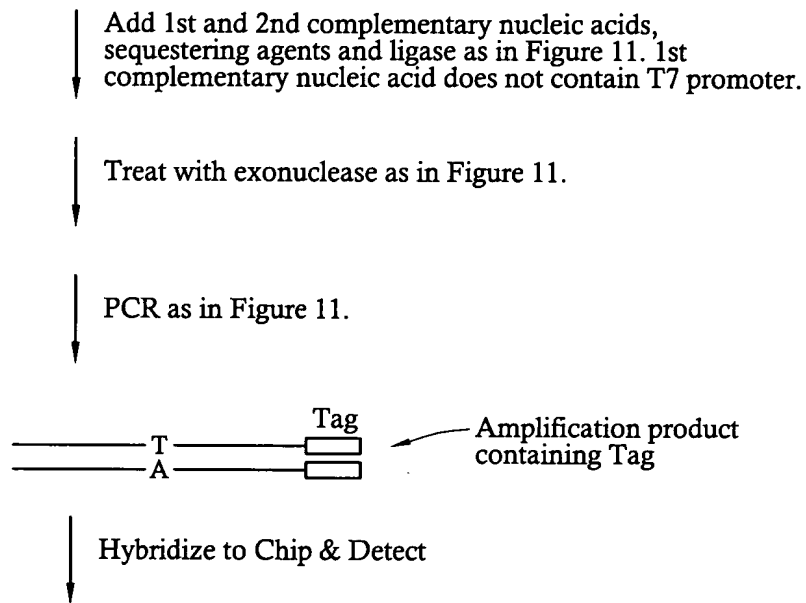 Add 1st and 2nd complementary nucleic acids,
sequestering agents and ligase as in Figure 11. 1st
complementary nucleic acid does not contain T7 promoter.
Treat with exonuclease as in Figure 11.
PCR as in Figure 11.
Tag
T
A
Amplification product
containing Tag
Hybridize to Chip & Detect